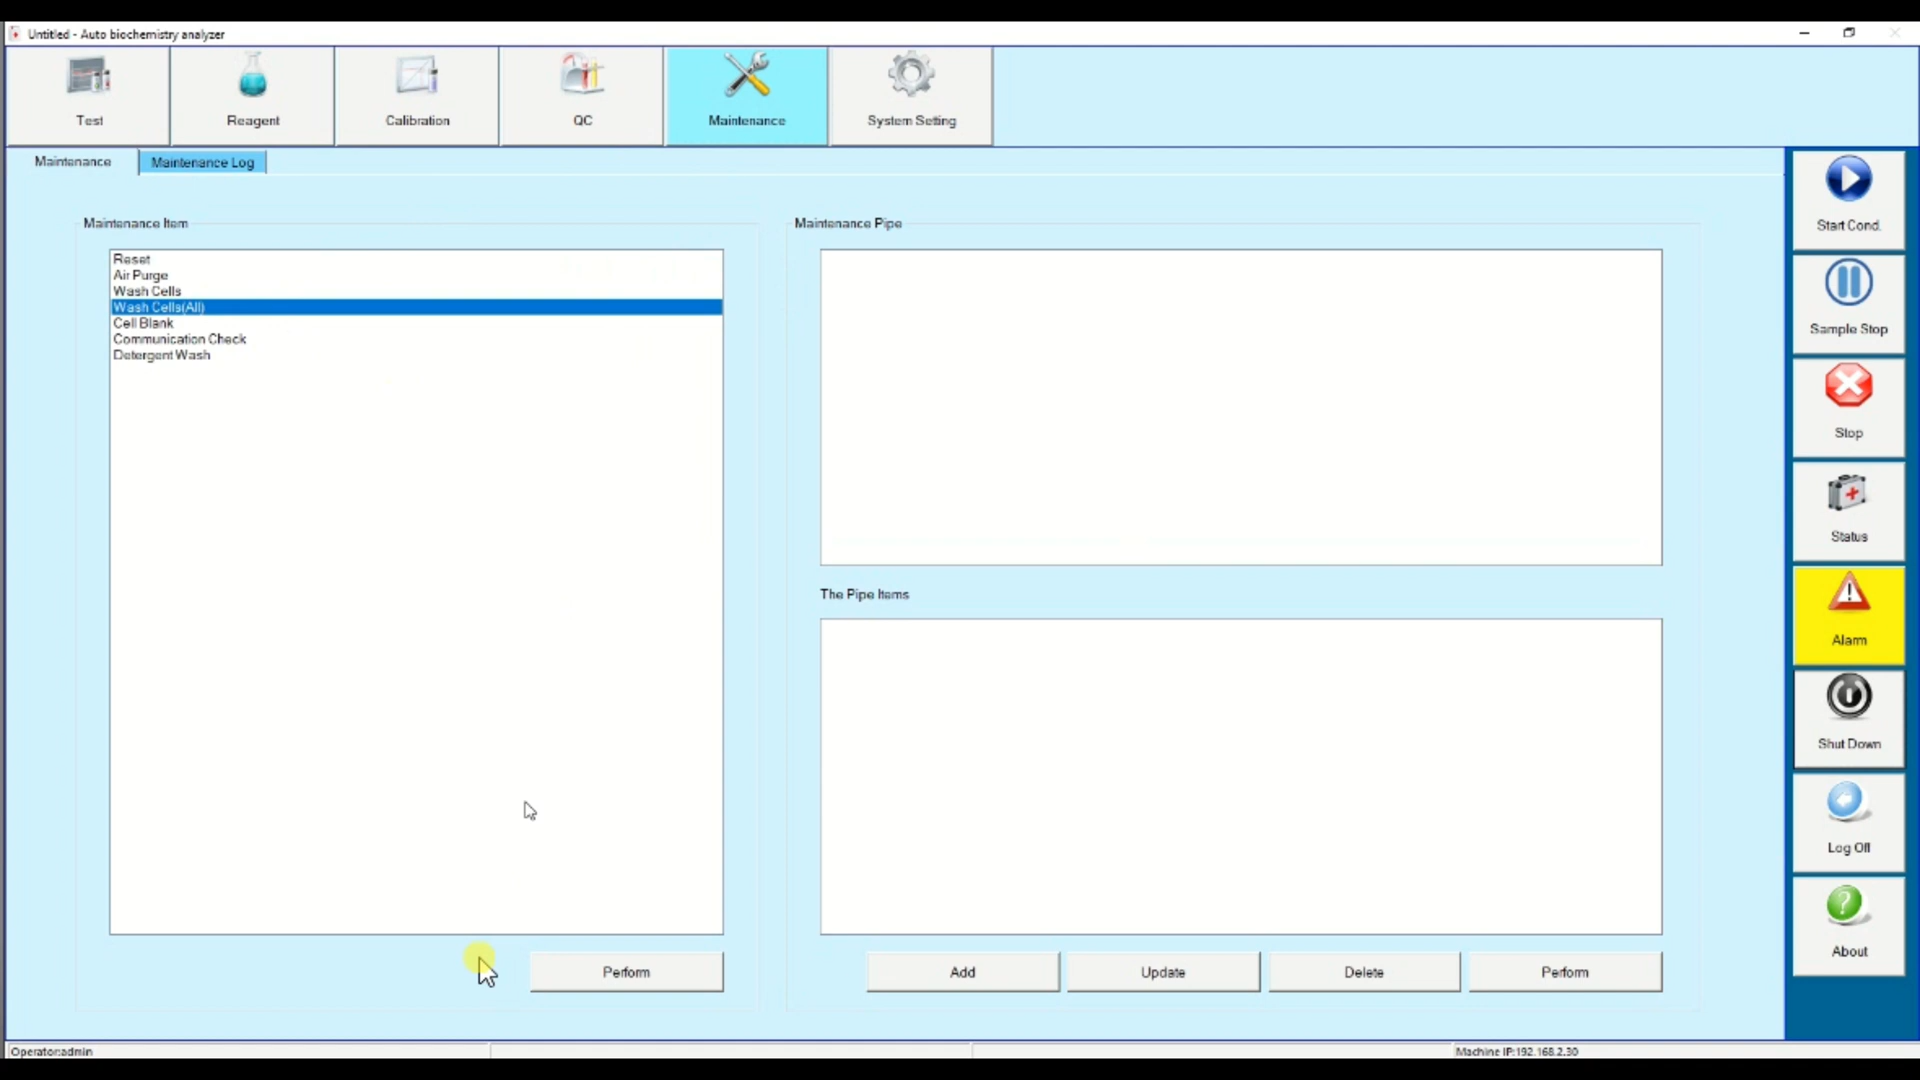 Untitled - Auto biochemistry analyzer
Test
Reagent
Calibration
QC
Maintenance
System Setting
Maintenance
Maintenance Log
Maintenance Item
Reset
Air Purge
Wash Cells
Wash Cells(All)
Cell Blank
Communication Check
Detergent Wash
Perform
Maintenance Pipe
The Pipe Items
Add
Update
Delete
Perform
Start Cond.
Sample Stop
Stop
Status
Alarm
Shut Down
Log Off
About
Operator:admin
Machine IP:192.168.2.30